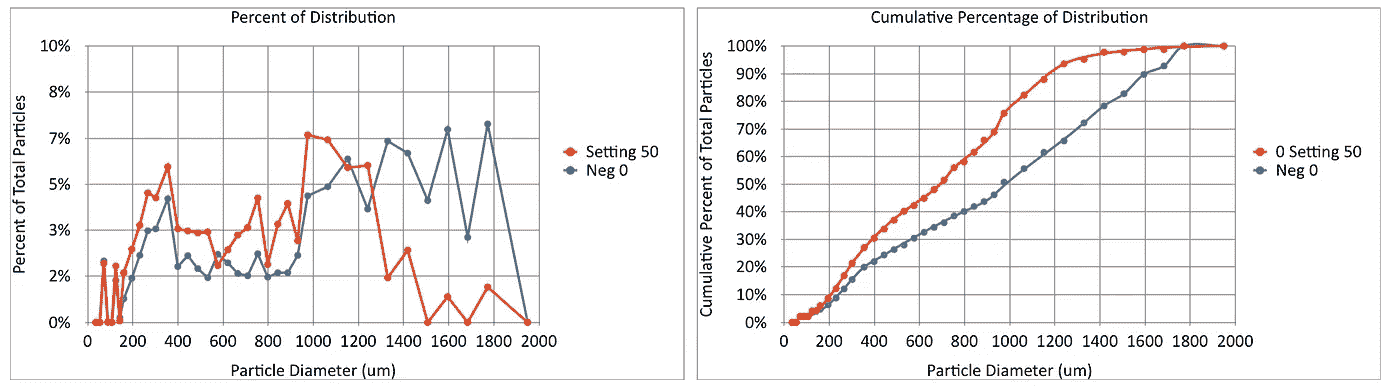 Percent of Distribution
10%
8%
7%
5%
3%
2%
0%
0 200 400 600 800 1000 1200 1400 1600 1800 2000
Percent of Total Particles
Particle Diameter (um)
Setting 50
Neg 0
Cumulative Percentage of Distribution
100%
90%
80%
70%
60%
50%
40%
30%
20%
10%
0%
0 200 400 600 800 1000 1200 1400 1600 1800 2000
Cumulative Percent of Total Particles
Particle Diameter (um)
0 Setting 50
Neg 0